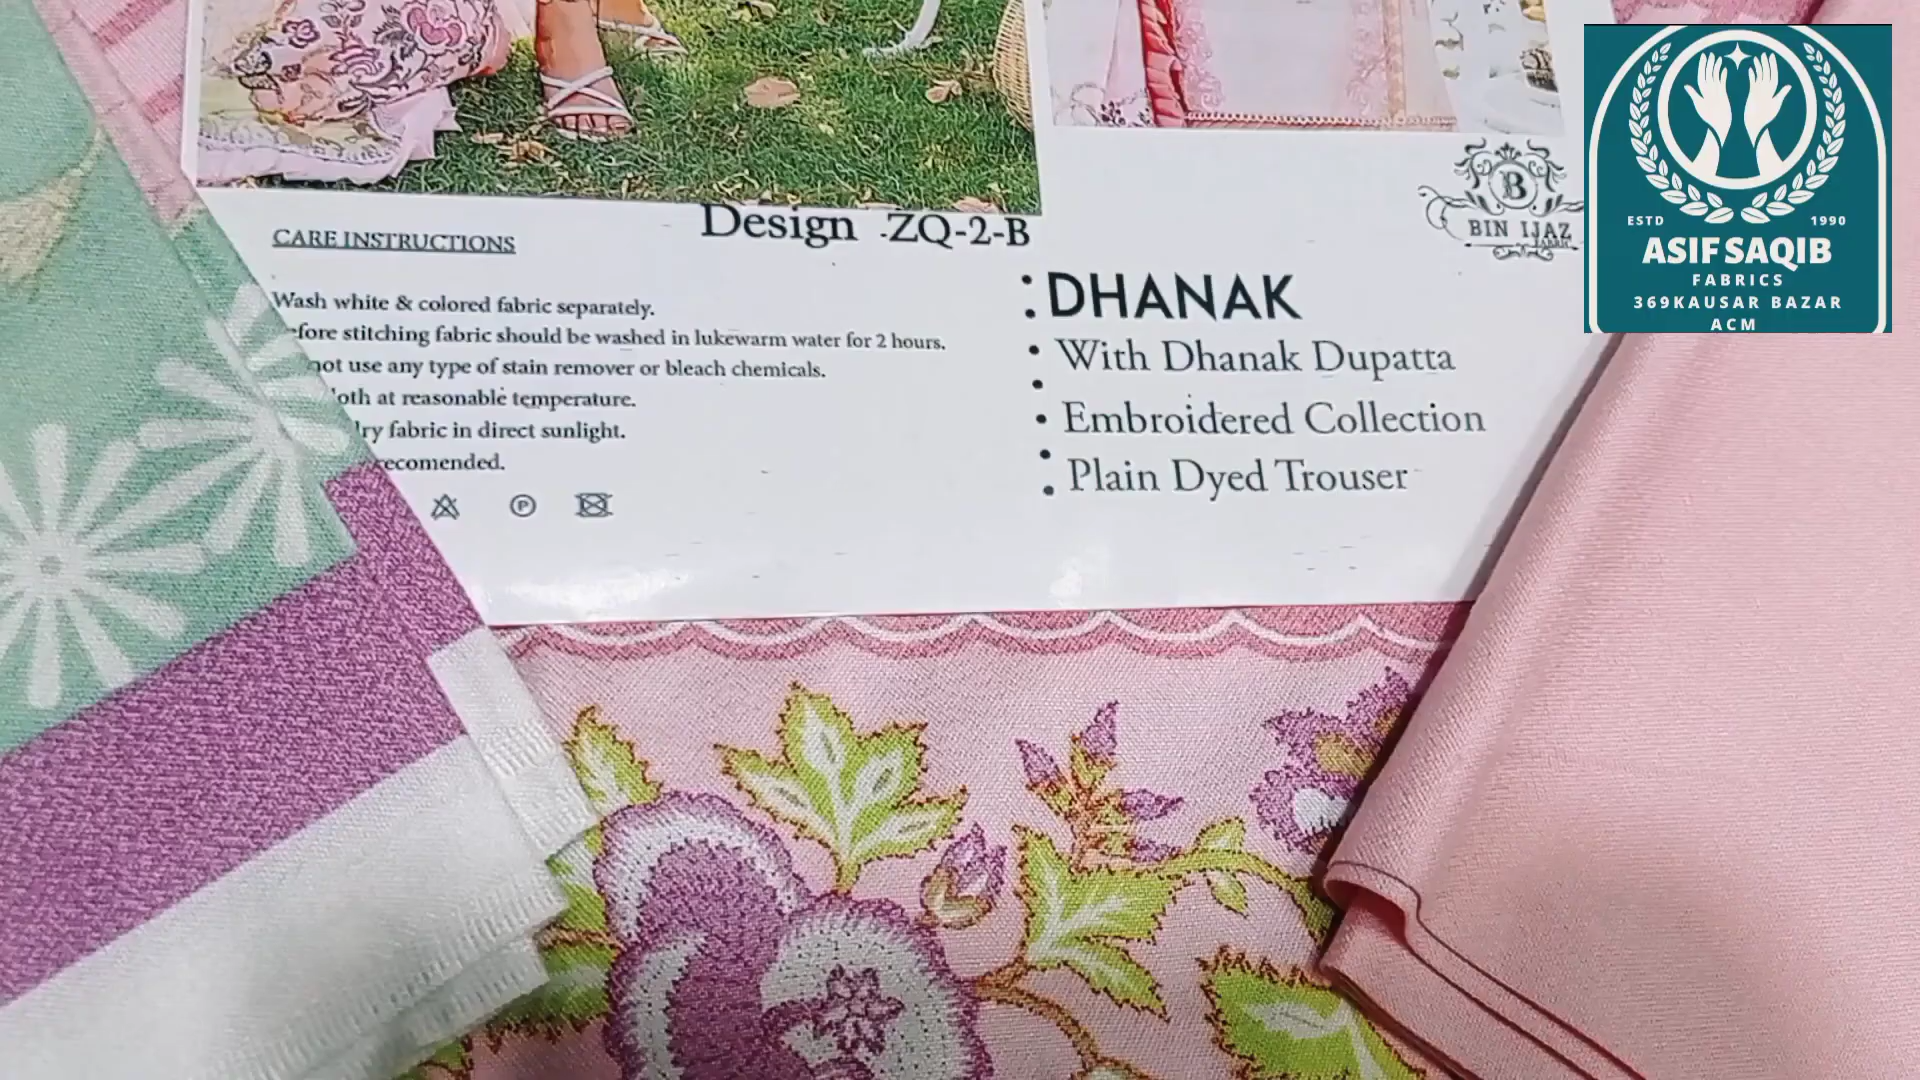 CARE INSTRUCTIONS
Wash white & colored fabric separately.
fore stitching fabric should be washed in lukewarm water for 2 hours.
not use any type of stain remover or bleach chemicals.
oth at reasonable temperature.
ry fabric in direct sunlight.
ecomended.
P
Design -ZQ-2-B
DHANAK
With Dhanak Dupatta
Embroidered Collection
Plain Dyed Trouser
B
BIN IJAZ
FABRIC
ESTD 1990
ASIF SAQIB
FABRICS
369KAUSAR BAZAR
ACM